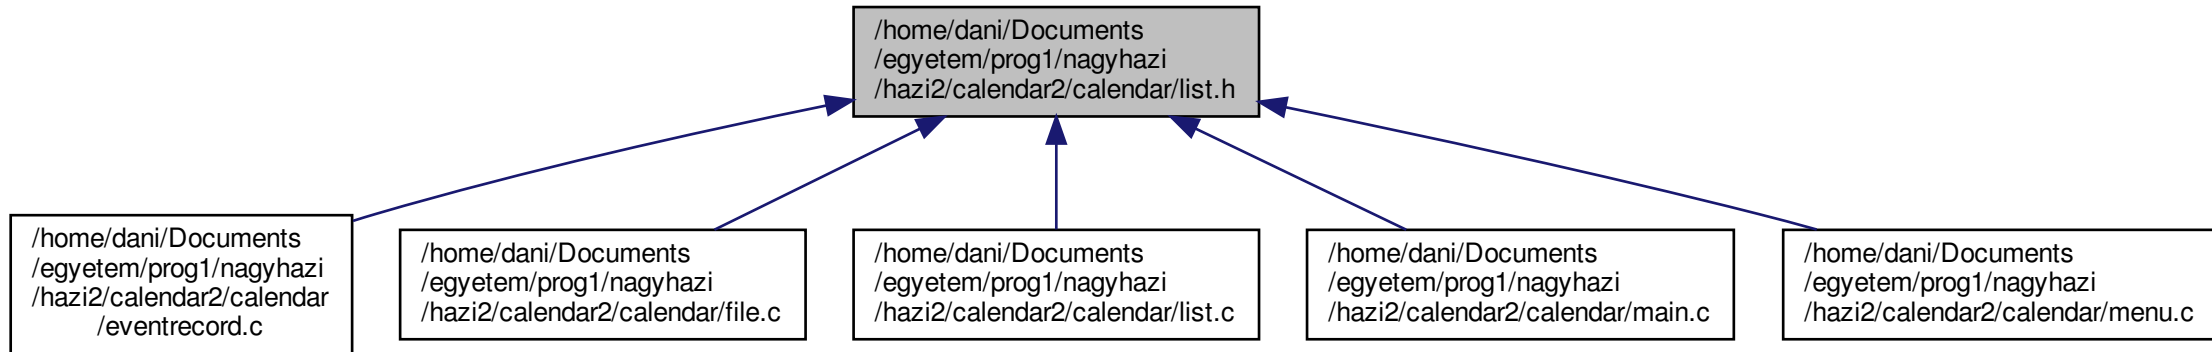 /home/dani/Documents
/egyetem/prog1/nagyhazi
/hazi2/calendar2/calendar/list.h
/home/dani/Documents
/egyetem/prog1/nagyhazi
/hazi2/calendar2/calendar
/eventrecord.c
/home/dani/Documents
/egyetem/prog1/nagyhazi
/hazi2/calendar2/calendar/file.c
/home/dani/Documents
/egyetem/prog1/nagyhazi
/hazi2/calendar2/calendar/list.c
/home/dani/Documents
/egyetem/prog1/nagyhazi
/hazi2/calendar2/calendar/main.c
/home/dani/Documents
/egyetem/prog1/nagyhazi
/hazi2/calendar2/calendar/menu.c